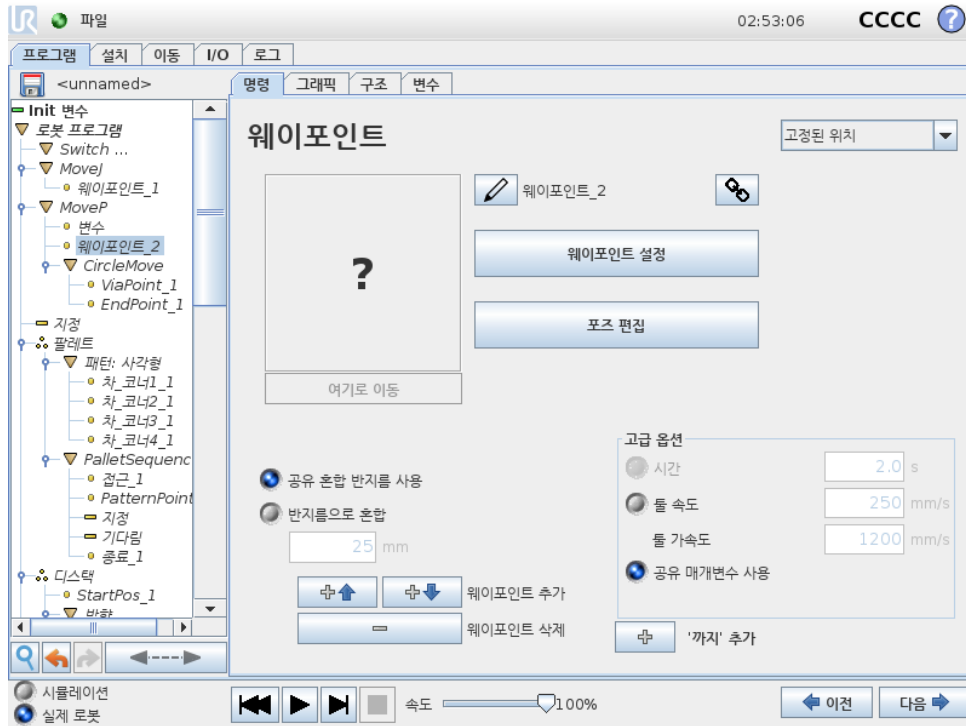 UR 파일 02:53:06 CCCC ?
프로그램 설치 이동 I/O 로그
<unnamed>
명령 그래픽 구조 변수
Init 변수
로봇 프로그램
Switch ...
MoveJ
웨이포인트_1
MoveP
변수
웨이포인트_2
CircleMove
ViaPoint_1
EndPoint_1
지정
팔레트
패턴: 사각형
차_코너1_1
차_코너2_1
차_코너3_1
차_코너4_1
PalletSequenc
접근_1
PatternPoint
지정
기다림
종료_1
디스택
StartPos_1
방향
웨이포인트
고정된 위치
?
웨이포인트_2
웨이포인트 설정
포즈 편집
여기로 이동
공유 혼합 반지름 사용
반지름으로 혼합
25 mm
웨이포인트 추가
웨이포인트 삭제
고급 옵션
시간 2.0 s
툴 속도 250 mm/s
툴 가속도 1200 mm/s
공유 매개변수 사용
'까지' 추가
시뮬레이션
실제 로봇
속도 100%
이전 다음